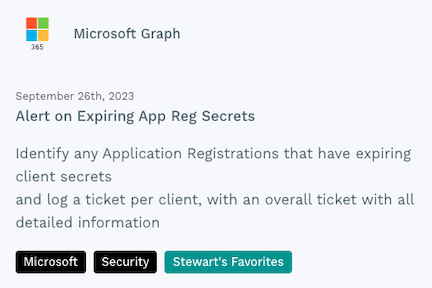 365
Microsoft Graph
September 26th, 2023
Alert on Expiring App Reg Secrets
Identify any Application Registrations that have expiring
client secrets
and log a ticket per client, with an overall ticket with all
detailed information
Microsoft Security Stewart's Favorites